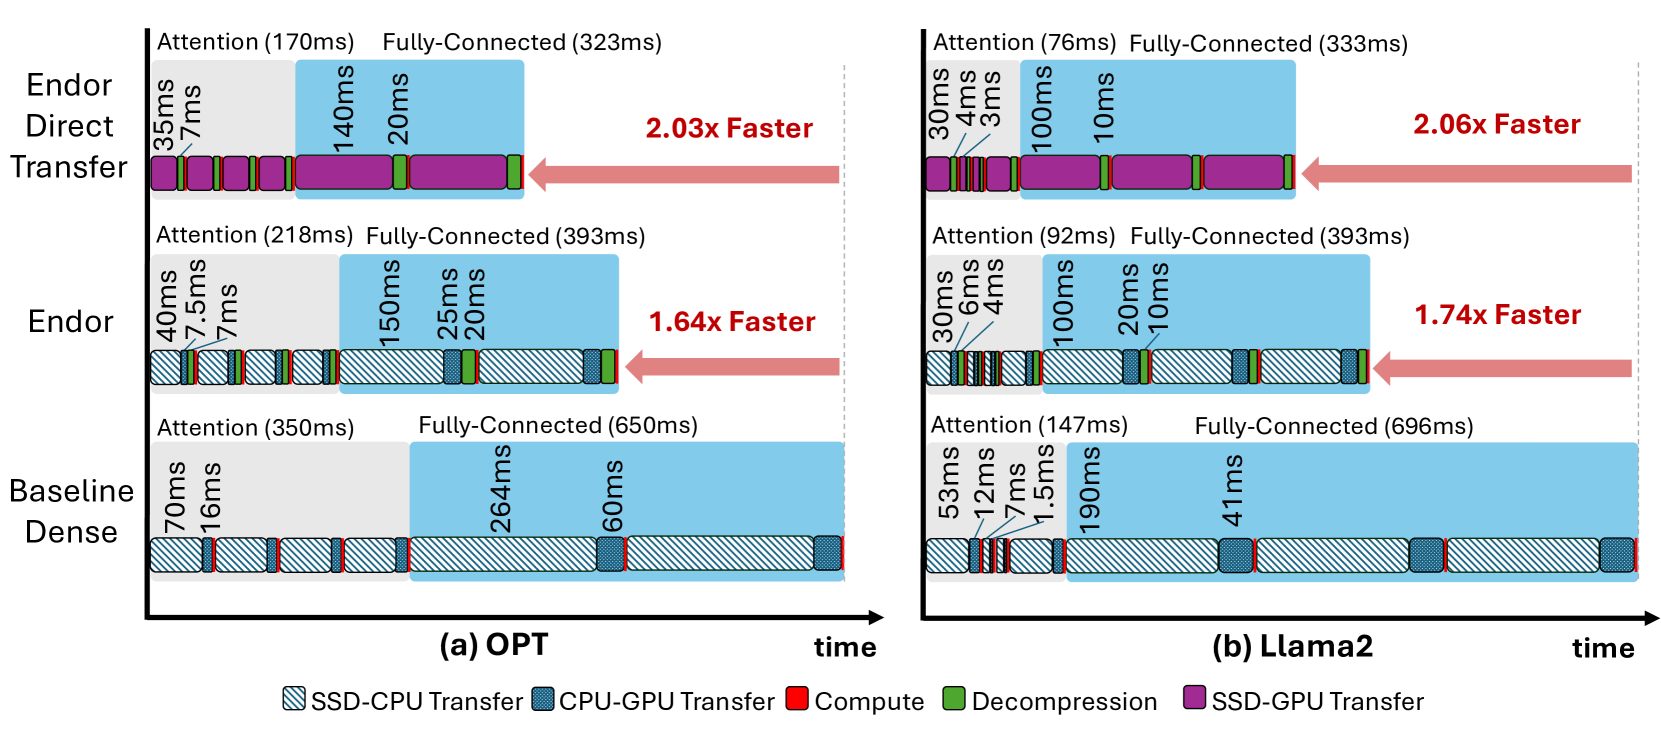 Endor
Direct
Transfer
Attention (170ms) Fully-Connected (323ms)
35ms
7ms
140ms
20ms
2.03x Faster
Endor
Attention (218ms) Fully-Connected (393ms)
40ms
7.5ms
7ms
150ms
25ms
20ms
1.64x Faster
Baseline
Dense
Attention (350ms) Fully-Connected (650ms)
70ms
16ms
264ms
60ms
(a) OPT
time
Attention (76ms) Fully-Connected (333ms)
30ms
4ms
3ms
100ms
10ms
2.06x Faster
Attention (92ms) Fully-Connected (393ms)
30ms
6ms
4ms
100ms
20ms
10ms
1.74x Faster
Attention (147ms) Fully-Connected (696ms)
53ms
12ms
7ms
1.5ms
190ms
41ms
(b) Llama2
time
SSD-CPU Transfer CPU-GPU Transfer Compute Decompression SSD-GPU Transfer